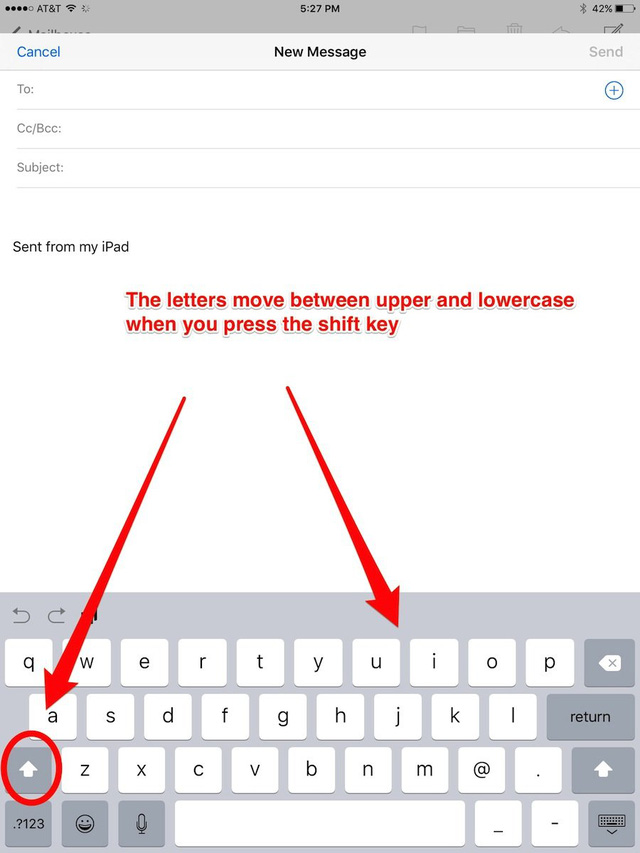 AT&T 5:27 PM 42%
Cancel New Message Send
To:
Cc/Bcc:
Subject:
Sent from my iPad
The letters move between upper and lowercase
when you press the shift key
q w e r t y u i o p
a s d f g h j k l return
z x c v b n m @ .
.?123 _ -